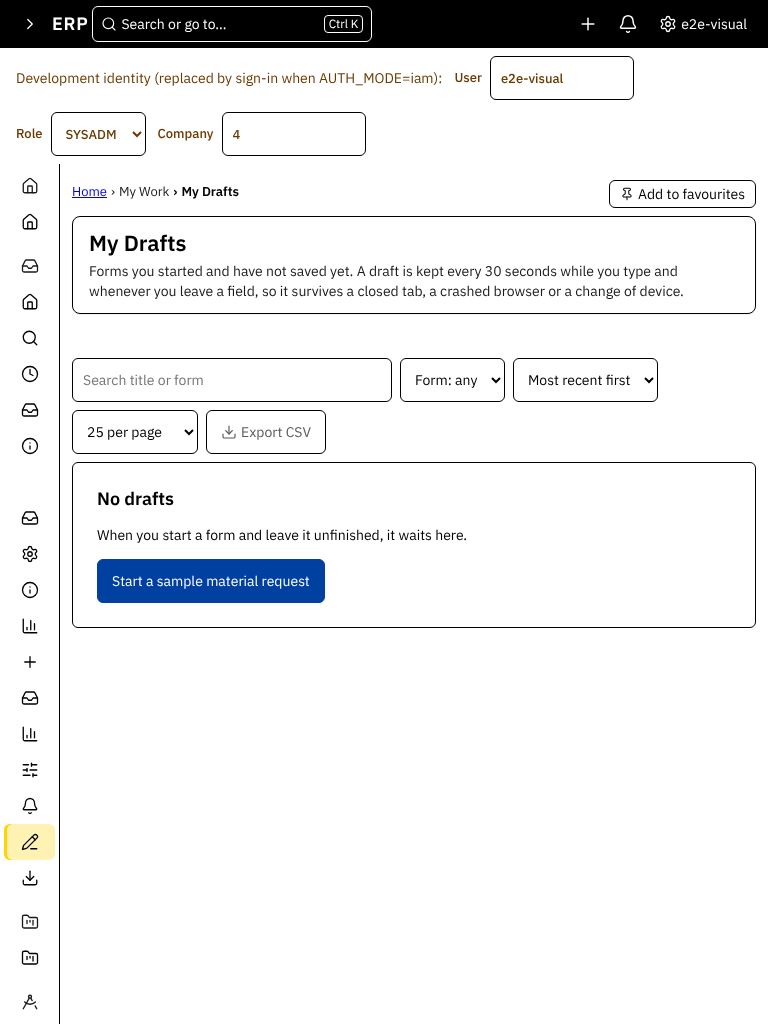 ERP
Search or go to...
Ctrl K
e2e-visual
Development identity (replaced by sign-in when AUTH_MODE=iam):
User
e2e-visual
Role
SYSADM
Company
4
Home › My Work › My Drafts
Add to favourites
My Drafts
Forms you started and have not saved yet. A draft is kept every 30 seconds while you type and
whenever you leave a field, so it survives a closed tab, a crashed browser or a change of device.
Search title or form
Form: any
Most recent first
25 per page
Export CSV
No drafts
When you start a form and leave it unfinished, it waits here.
Start a sample material request